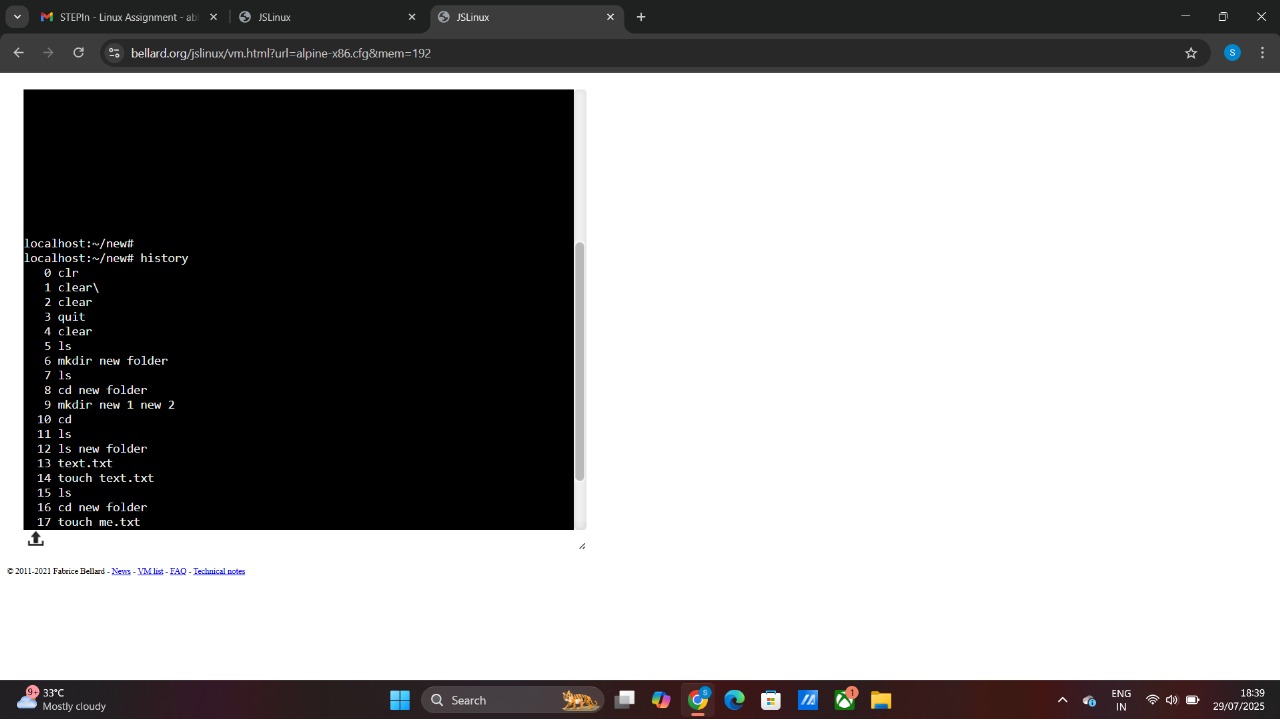 STEPIn - Linux Assignment - ab
JSLinux
JSLinux
bellard.org/jslinux/vm.html?url=alpine-x86.cfg&mem=192
S
localhost:~/new#
localhost:~/new# history
0 clr
1 clear\
2 clear
3 quit
4 clear
5 ls
6 mkdir new folder
7 ls
8 cd new folder
9 mkdir new 1 new 2
10 cd
11 ls
12 ls new folder
13 text.txt
14 touch text.txt
15 ls
16 cd new folder
17 touch me.txt
© 2011-2021 Fabrice Bellard - News - VM list - FAQ - Technical notes
9+
33°C
Mostly cloudy
Search
S
1
ENG
IN
18:39
29/07/2025